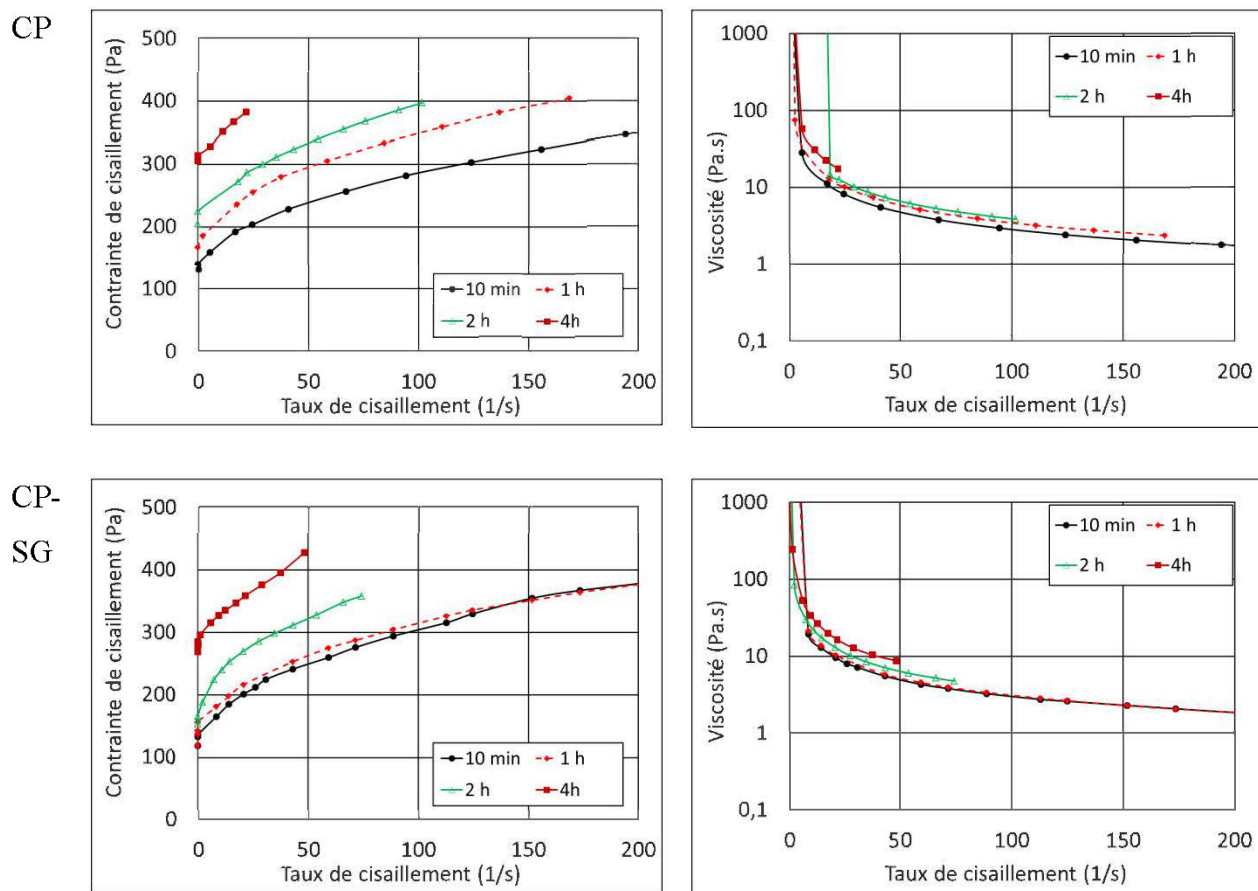 CP
Contrainte de cisaillement (Pa)
500
400
300
200
100
0
0 50 100 150 200
Taux de cisaillement (1/s)
10 min 1 h
2 h 4h
Viscosité (Pa.s)
1000
100
10
1
0,1
0 50 100 150 200
Taux de cisaillement (1/s)
10 min 1 h
2 h 4h
CP-
SG
Contrainte de cisaillement (Pa)
500
400
300
200
100
0
0 50 100 150 200
Taux de cisaillement (1/s)
10 min 1 h
2 h 4h
Viscosité (Pa.s)
1000
100
10
1
0,1
0 50 100 150 200
Taux de cisaillement (1/s)
10 min 1 h
2 h 4h